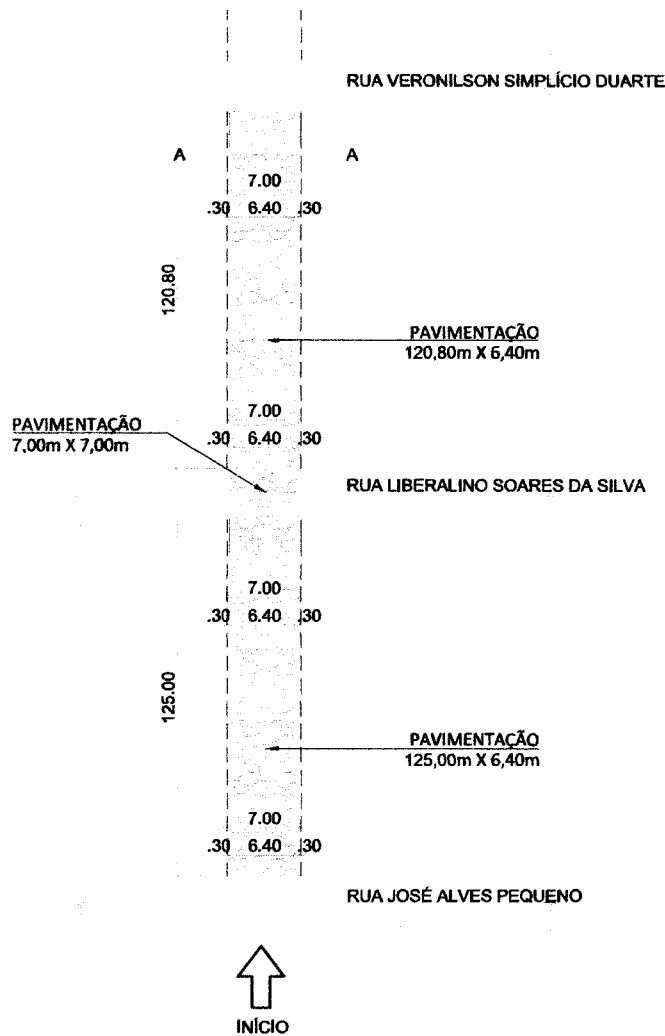 RUA VERONILSON SIMPLÍCIO DUARTE
A A
7.00
.30 6.40 .30
120.80
PAVIMENTAÇÃO
120,80m X 6,40m
7.00
.30 6.40 .30
PAVIMENTAÇÃO
7,00m X 7,00m
RUA LIBERALINO SOARES DA SILVA
7.00
.30 6.40 .30
125.00
PAVIMENTAÇÃO
125,00m X 6,40m
7.00
.30 6.40 .30
RUA JOSÉ ALVES PEQUENO
INÍCIO